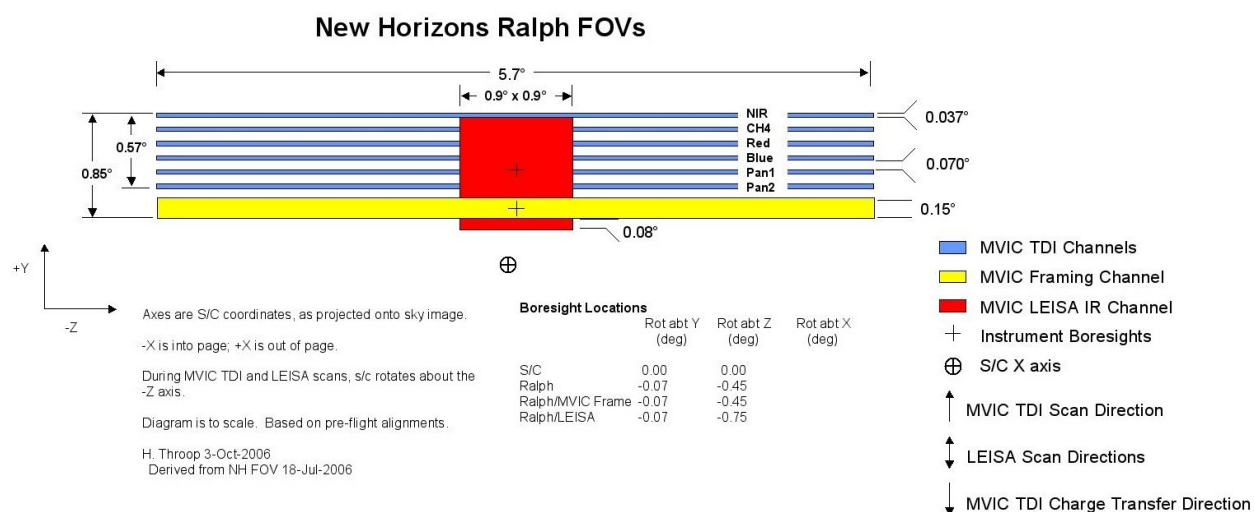 New Horizons Ralph FOVs
5.7°
0.9° x 0.9°
NIR
CH4
Red
Blue
Pan1
Pan2
0.037°
0.070°
0.15°
0.57°
0.85°
0.08°
+Y
-Z
Axes are S/C coordinates, as projected onto sky image.
-X is into page; +X is out of page.
During MVIC TDI and LEISA scans, s/c rotates about the
-Z axis.
Diagram is to scale. Based on pre-flight alignments.
H. Throop 3-Oct-2006
Derived from NH FOV 18-Jul-2006
Boresight Locations
Rot abt Y Rot abt Z Rot abt X
(deg) (deg) (deg)
S/C 0.00 0.00
Ralph -0.07 -0.45
Ralph/MVIC Frame -0.07 -0.45
Ralph/LEISA -0.07 -0.75
MVIC TDI Channels
MVIC Framing Channel
MVIC LEISA IR Channel
Instrument Boresights
S/C X axis
MVIC TDI Scan Direction
LEISA Scan Directions
MVIC TDI Charge Transfer Direction